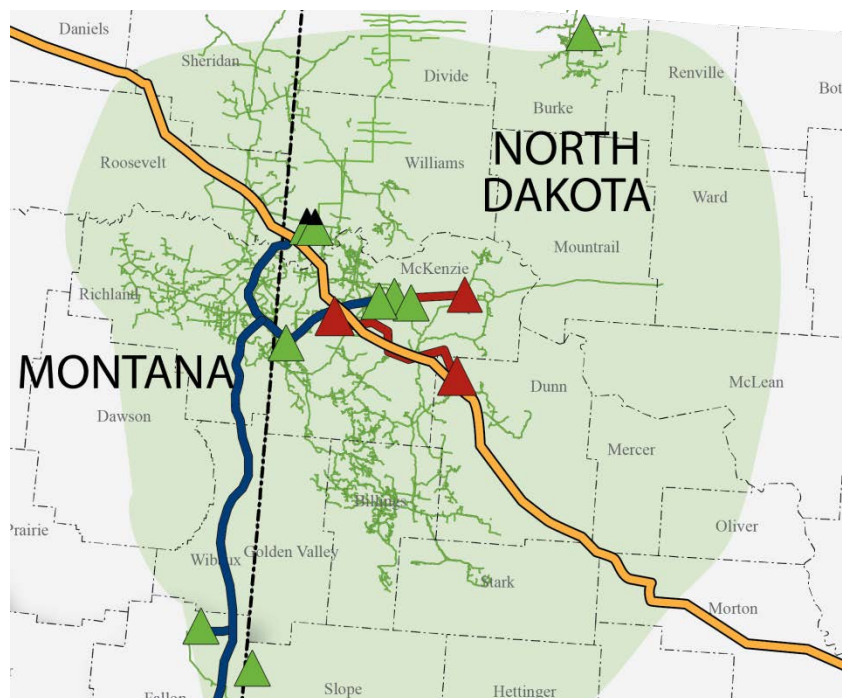 Daniels
Sheridan
Divide
Renville
Bot
Burke
Roosevelt
Williams
NORTH
DAKOTA
Ward
Mountrail
McKenzie
Richland
MONTANA
Dunn
McLean
Dawson
Mercer
Billings
Oliver
Prairie
Wibaux
Golden Valley
Stark
Morton
Fallon
Slope
Hettinger